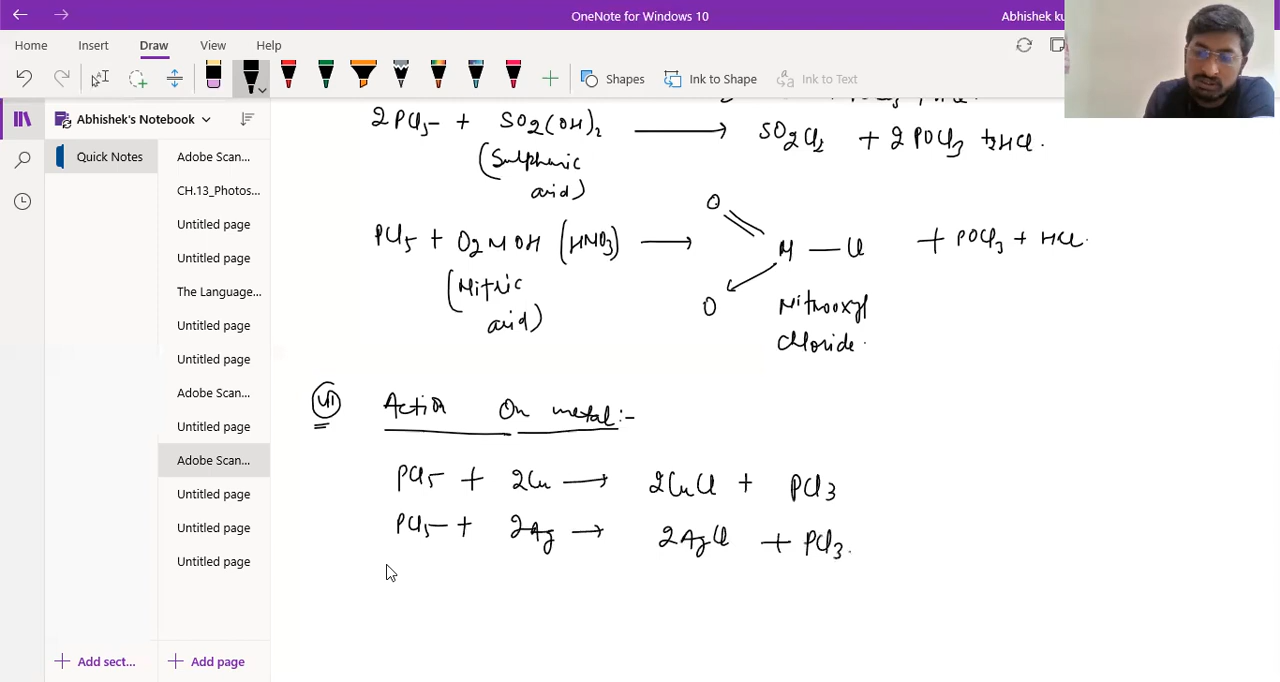 OneNote for Windows 10
Abhishek ku
Home Insert Draw View Help
Shapes Ink to Shape Ink to Text
Abhishek's Notebook
Quick Notes
Adobe Scan...
CH.13_Photos...
Untitled page
Untitled page
The Language...
Untitled page
Untitled page
Adobe Scan...
Untitled page
Adobe Scan...
Untitled page
Untitled page
Untitled page
Add sect...
Add page
2PCl5 + SO2(OH)2 → SO2Cl2 + 2POCl3 + 2HCl.
(Sulphuric
acid)
O
PCl5 + O2NOH (HNO3) → N — Cl + POCl3 + HCl.
(Nitric
acid)
O
Nitrooxyl
Chloride.
VII Action On metal:-
PCl5 + 2Cu → 2CuCl + PCl3
PCl5 + 2Ag → 2AgCl + PCl3.